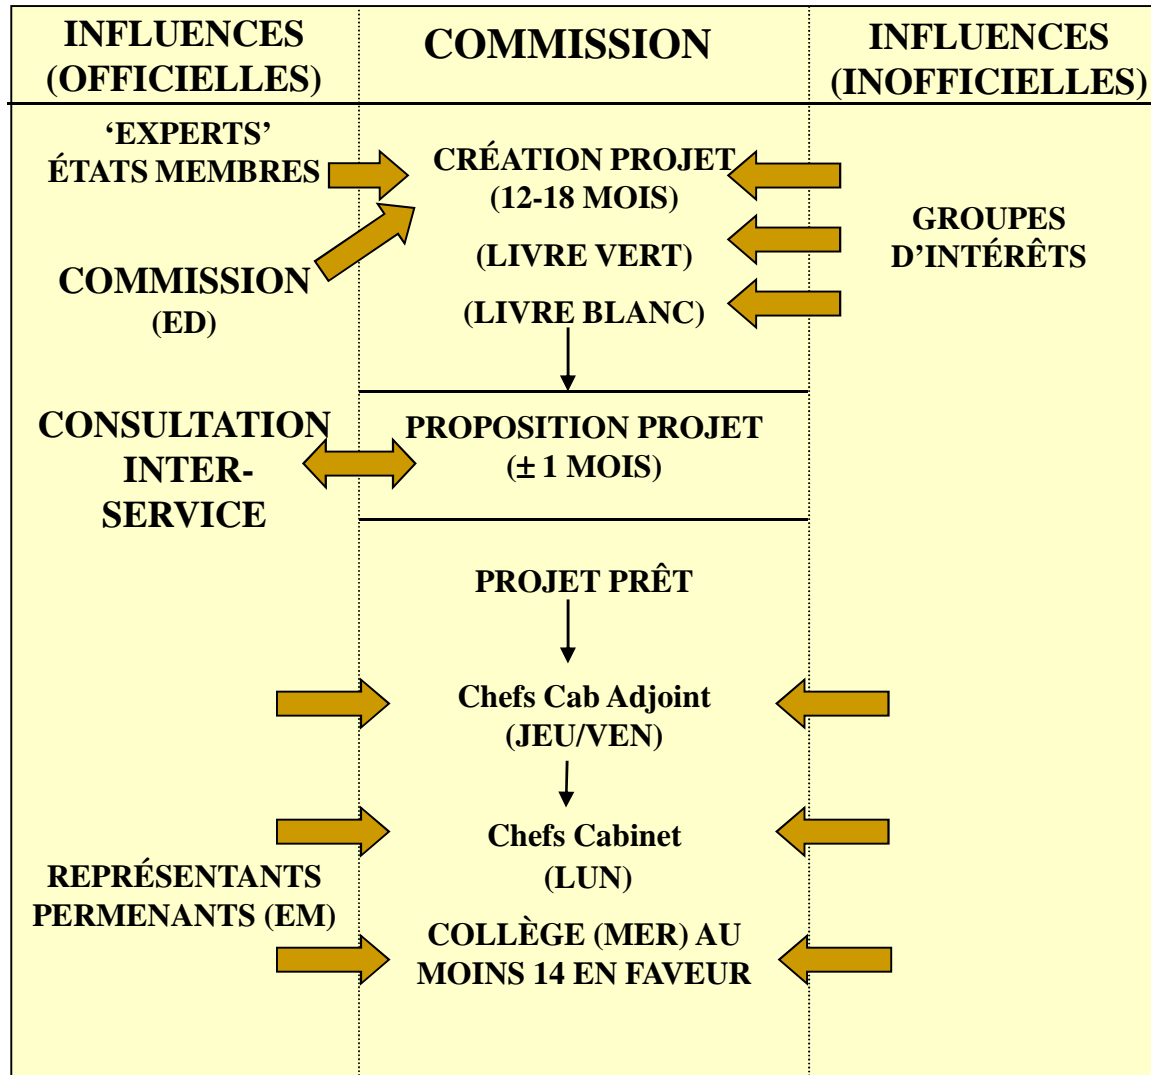 INFLUENCES
(OFFICIELLES)
COMMISSION
INFLUENCES
(INOFFICIELLES)
‘EXPERTS’
ÉTATS MEMBRES
COMMISSION
(ED)
CRÉATION PROJET
(12-18 MOIS)
(LIVRE VERT)
(LIVRE BLANC)
GROUPES
D’INTÉRÊTS
CONSULTATION
INTER-
SERVICE
PROPOSITION PROJET
(± 1 MOIS)
PROJET PRÊT
Chefs Cab Adjoint
(JEU/VEN)
Chefs Cabinet
(LUN)
REPRÉSENTANTS
PERMENANTS (EM)
COLLÈGE (MER) AU
MOINS 14 EN FAVEUR